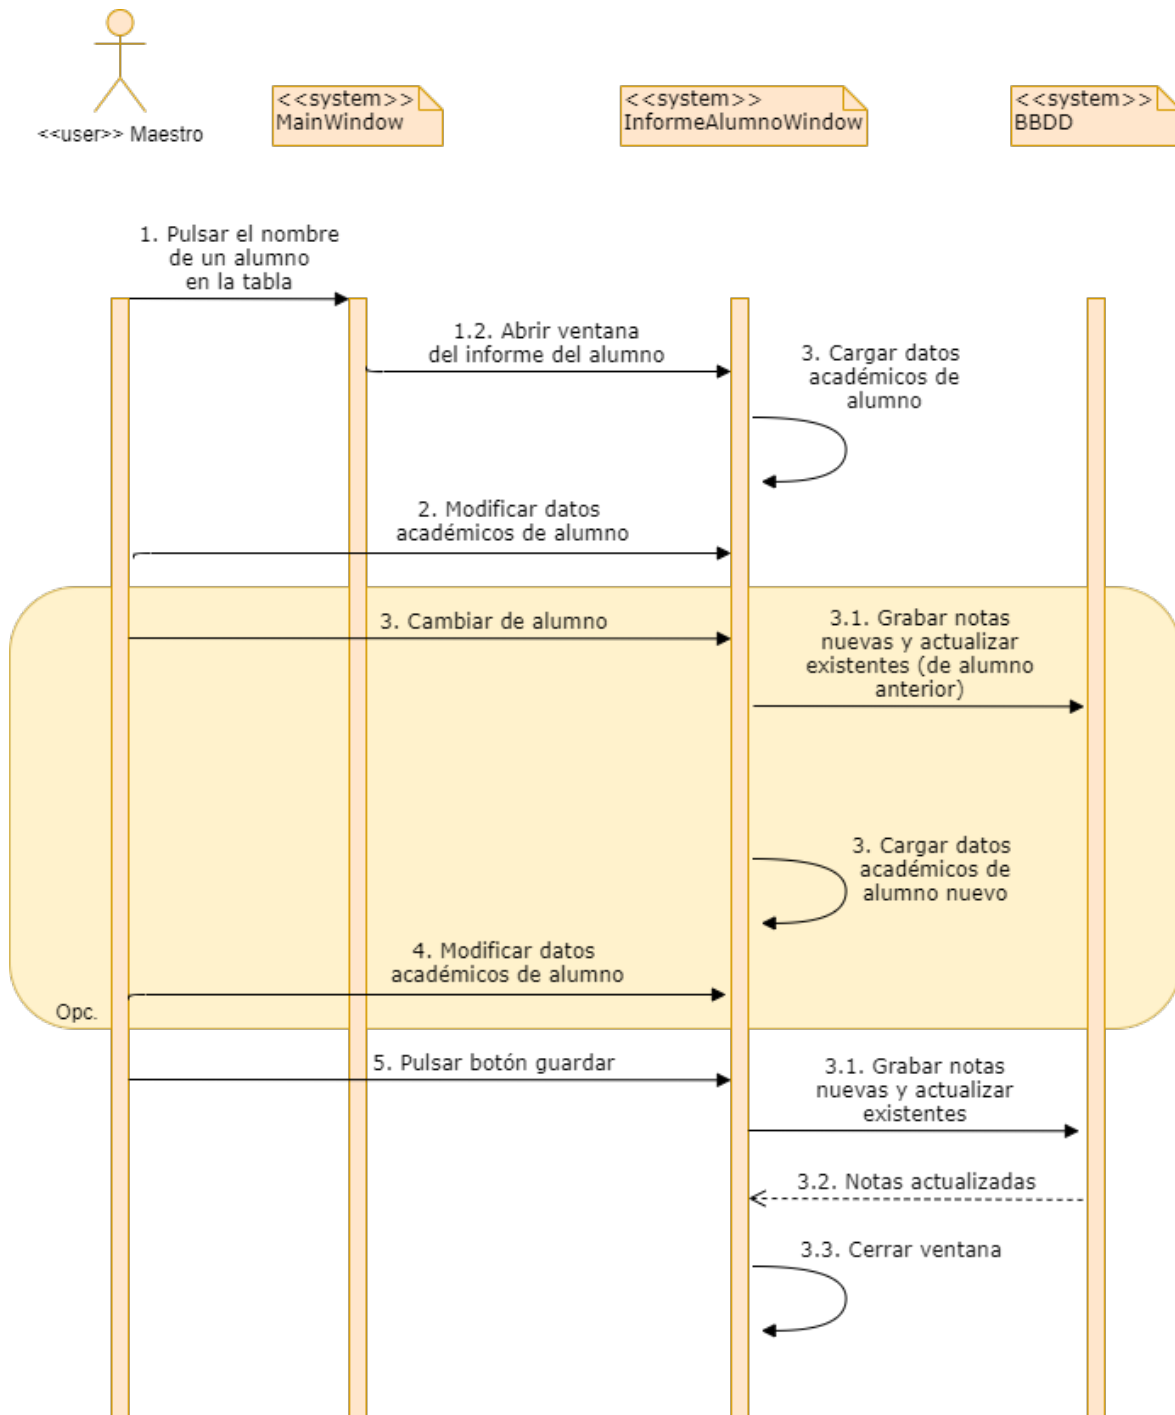 <<user>> Maestro
<<system>>
MainWindow
<<system>>
InformeAlumnoWindow
<<system>>
BBDD
1. Pulsar el nombre
de un alumno
en la tabla
1.2. Abrir ventana
del informe del alumno
3. Cargar datos
académicos de
alumno
2. Modificar datos
académicos de alumno
3. Cambiar de alumno
3.1. Grabar notas
nuevas y actualizar
existentes (de alumno
anterior)
3. Cargar datos
académicos de
alumno nuevo
4. Modificar datos
académicos de alumno
Opc.
5. Pulsar botón guardar
3.1. Grabar notas
nuevas y actualizar
existentes
3.2. Notas actualizadas
3.3. Cerrar ventana